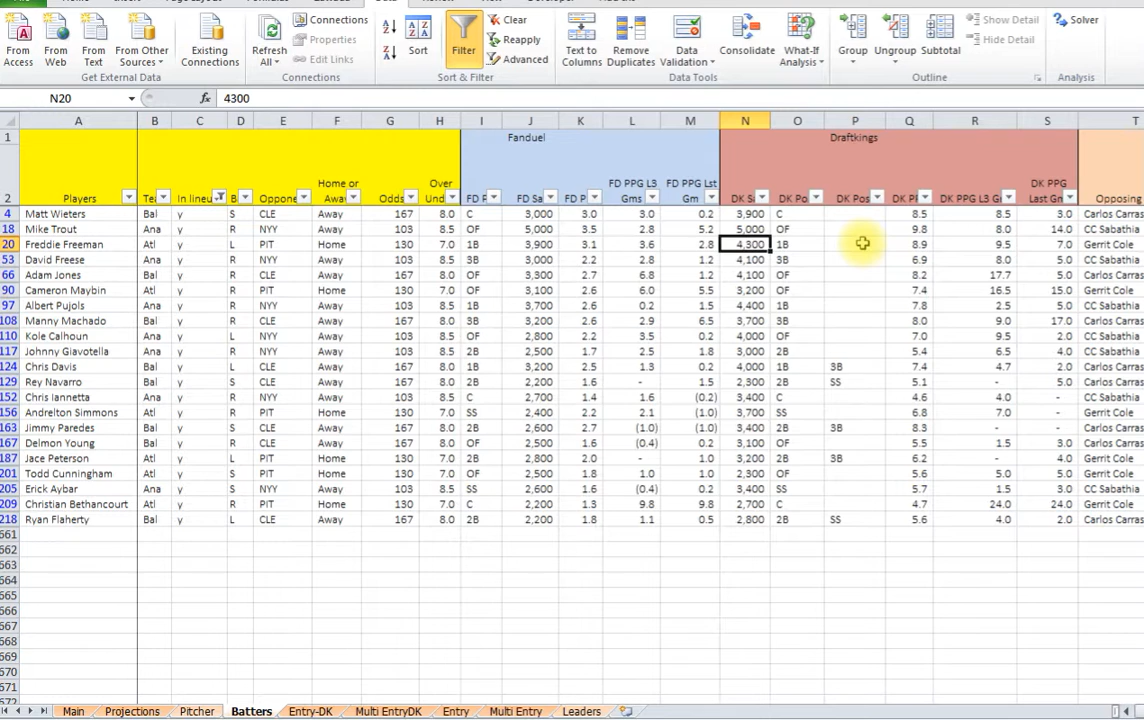 Connections
Properties
Edit Links
From Access
From Web
From Text
From Other Sources
Existing Connections
Refresh All
Sort
Filter
Clear
Reapply
Advanced
Text to Columns
Remove Duplicates
Data Validation
Consolidate
What-If Analysis
Group
Ungroup
Subtotal
Show Detail
Hide Detail
Solver
Get External Data Connections Sort & Filter Data Tools Outline Analysis
N20 fx 4300
A B C D E F G H I J K L M N O P Q R S T
1 Fanduel Draftkings
2 Players Tea In lineu B Oppone Home or Away Odds Over Und FD P FD Sa FD P FD PPG L3 Gms FD PPG Lst Gm DK S DK Po DK Pos DK PP DK PPG L3 Gr DK PPG Last Gn Opposing
4 Matt Wieters Bal y S CLE Away 167 8.0 C 3,000 3.0 3.0 0.2 3,900 C 8.5 8.5 3.0 Carlos Carras
18 Mike Trout Ana y R NYY Away 103 8.5 OF 5,000 3.5 2.8 5.2 5,000 OF 9.8 8.0 14.0 CC Sabathia
20 Freddie Freeman Atl y L PIT Home 130 7.0 1B 3,900 3.1 3.6 2.8 4,300 1B 8.9 9.5 7.0 Gerrit Cole
53 David Freese Ana y R NYY Away 103 8.5 3B 3,000 2.2 2.8 1.2 4,100 3B 6.9 8.0 5.0 CC Sabathia
66 Adam Jones Bal y R CLE Away 167 8.0 OF 3,300 2.7 6.8 1.2 4,100 OF 8.2 17.7 5.0 Carlos Carras
90 Cameron Maybin Atl y R PIT Home 130 7.0 OF 3,100 2.6 6.0 5.5 3,200 OF 7.4 16.5 15.0 Gerrit Cole
97 Albert Pujols Ana y R NYY Away 103 8.5 1B 3,700 2.6 0.2 1.5 4,400 1B 7.8 2.5 5.0 CC Sabathia
108 Manny Machado Bal y R CLE Away 167 8.0 3B 3,200 2.9 2.9 6.5 3,700 3B 8.0 9.0 17.0 Carlos Carras
110 Kole Calhoun Ana y L NYY Away 103 8.5 OF 2,800 2.2 3.5 0.2 4,000 OF 7.0 9.5 2.0 CC Sabathia
117 Johnny Giavotella Ana y R NYY Away 103 8.5 2B 2,500 1.7 2.5 1.8 3,000 2B 5.4 6.5 4.0 CC Sabathia
124 Chris Davis Bal y L CLE Away 167 8.0 1B 3,200 2.5 1.3 0.2 4,000 1B 3B 7.4 4.7 2.0 Carlos Carras
129 Rey Navarro Bal y S CLE Away 167 8.0 2B 2,200 1.6 - 1.5 2,300 2B SS 5.1 - 5.0 Carlos Carras
152 Chris Iannetta Ana y R NYY Away 103 8.5 C 2,700 1.4 1.6 (0.2) 3,400 C 4.6 4.0 - CC Sabathia
156 Andrelton Simmons Atl y R PIT Home 130 7.0 SS 2,400 2.2 2.1 (1.0) 3,700 SS 6.8 7.0 - Gerrit Cole
163 Jimmy Paredes Bal y S CLE Away 167 8.0 2B 2,600 2.7 (1.0) (1.0) 3,400 2B 3B 8.3 - - Carlos Carras
167 Delmon Young Bal y R CLE Away 167 8.0 OF 2,500 1.6 (0.4) 0.2 3,100 OF 5.5 1.5 3.0 Carlos Carras
187 Jace Peterson Atl y L PIT Home 130 7.0 2B 2,800 2.0 - 1.0 3,200 2B 3B 6.2 - 4.0 Gerrit Cole
201 Todd Cunningham Atl y S PIT Home 130 7.0 OF 2,500 1.8 1.0 1.0 2,300 OF 5.6 5.0 5.0 Gerrit Cole
205 Erick Aybar Ana y S NYY Away 103 8.5 SS 2,600 1.6 (0.4) 0.2 3,400 SS 5.7 1.5 3.0 CC Sabathia
209 Christian Bethancourt Atl y R PIT Home 130 7.0 C 2,200 1.3 9.8 9.8 2,700 C 4.7 24.0 24.0 Gerrit Cole
218 Ryan Flaherty Bal y L CLE Away 167 8.0 2B 2,200 1.8 1.1 0.5 2,800 2B SS 5.6 4.0 2.0 Carlos Carras
661
662
663
664
665
666
667
668
669
670
671
672
Main Projections Pitcher Batters Entry-DK Multi EntryDK Entry Multi Entry Leaders